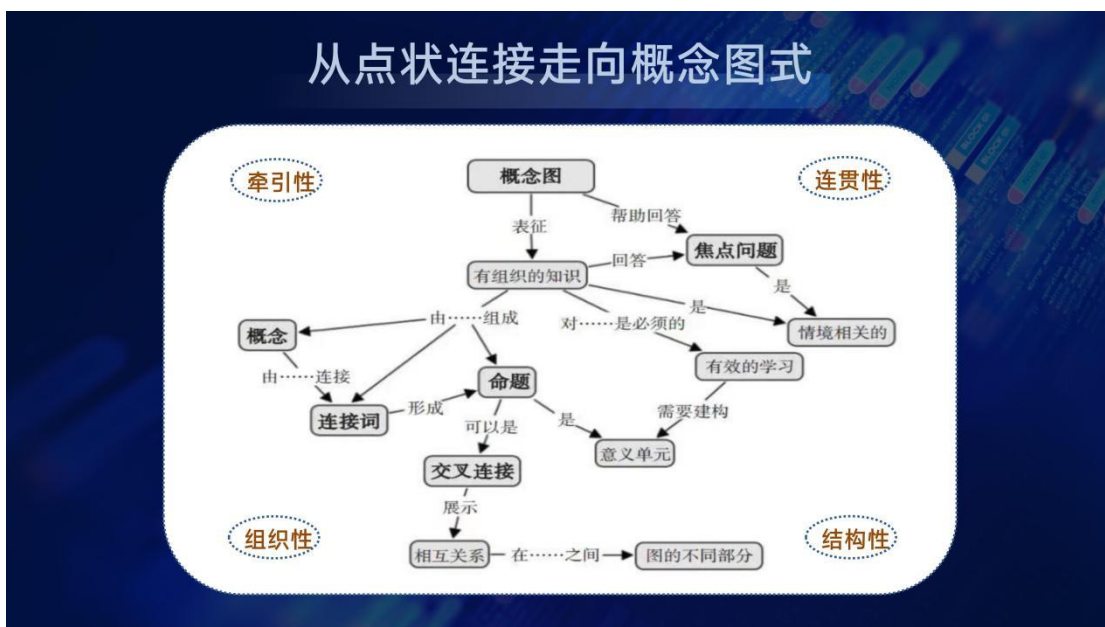 从点状连接走向概念图式
牵引性
概念图
连贯性
帮助回答
表征
焦点问题
回答
有组织的知识
是
是
由……组成
对……是必须的
情境相关的
概念
有效的学习
由……连接
命题
形成
需要建构
连接词
可以是
是
意义单元
交叉连接
展示
组织性
结构性
相互关系
在……之间
图的不同部分
BLOCK
BLOCK